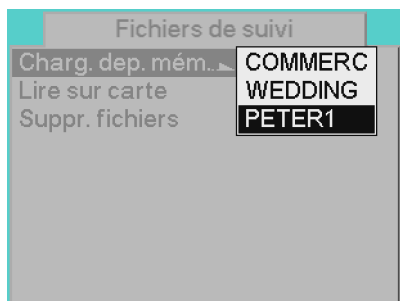 Fichiers de suivi
Charg. dep. mém.. COMMERC
Lire sur carte WEDDING
Suppr. fichiers PETER1